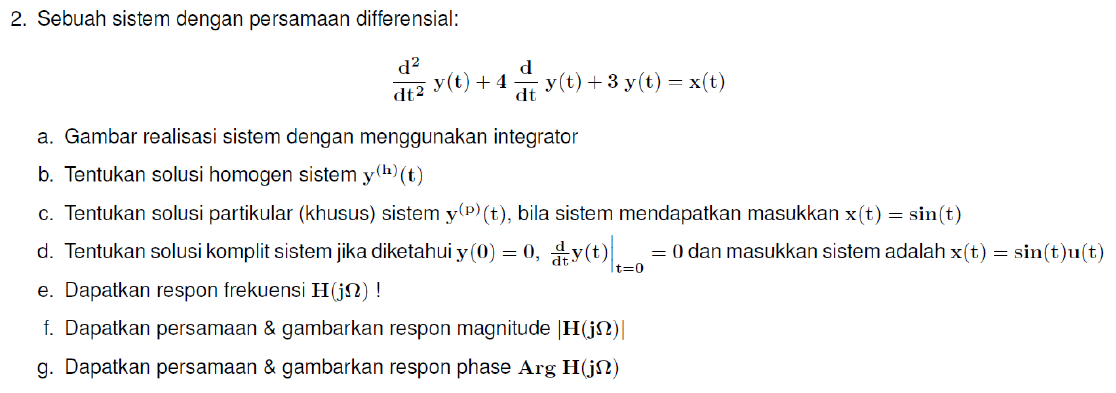 2. Sebuah sistem dengan persamaan differensial:
d²/dt² y(t) + 4 d/dt y(t) + 3 y(t) = x(t)
a. Gambar realisasi sistem dengan menggunakan integrator
b. Tentukan solusi homogen sistem y⁽ʰ⁾(t)
c. Tentukan solusi partikular (khusus) sistem y⁽ᵖ⁾(t), bila sistem mendapatkan masukkan x(t) = sin(t)
d. Tentukan solusi komplit sistem jika diketahui y(0) = 0, d/dt y(t)|t=0 = 0 dan masukkan sistem adalah x(t) = sin(t)u(t)
e. Dapatkan respon frekuensi H(jΩ) !
f. Dapatkan persamaan & gambarkan respon magnitude |H(jΩ)|
g. Dapatkan persamaan & gambarkan respon phase Arg H(jΩ)